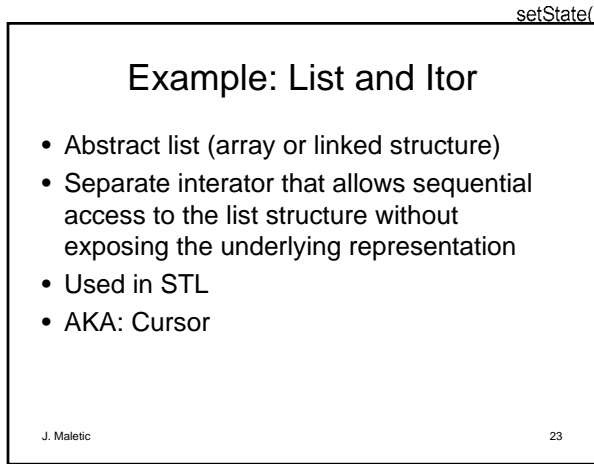 setState(
Example: List and Itor
• Abstract list (array or linked structure)
• Separate interator that allows sequential
access to the list structure without
exposing the underlying representation
• Used in STL
• AKA: Cursor
J. Maletic
23